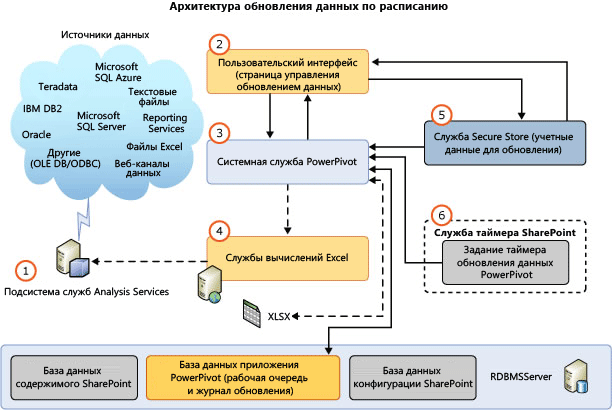 Архитектура обновления данных по расписанию
Источники данных
Microsoft
SQL Azure
Teradata
Текстовые
файлы
IBM DB2
Microsoft
SQL Server
Reporting
Services
Oracle
Файлы Excel
Другие
(OLE DB/ODBC)
Веб-каналы
данных
2
Пользовательский интерфейс
(страница управления
обновлением данных)
3
Системная служба PowerPivot
5
Служба Secure Store (учетные
данные для обновления)
6
Служба таймера SharePoint
Задание таймера
обновления данных
PowerPivot
4
Службы вычислений Excel
1
Подсистема служб Analysis Services
XLSX
База данных
содержимого SharePoint
База данных приложения
PowerPivot (рабочая очередь
и журнал обновления)
База данных
конфигурации SharePoint
RDBMSServer